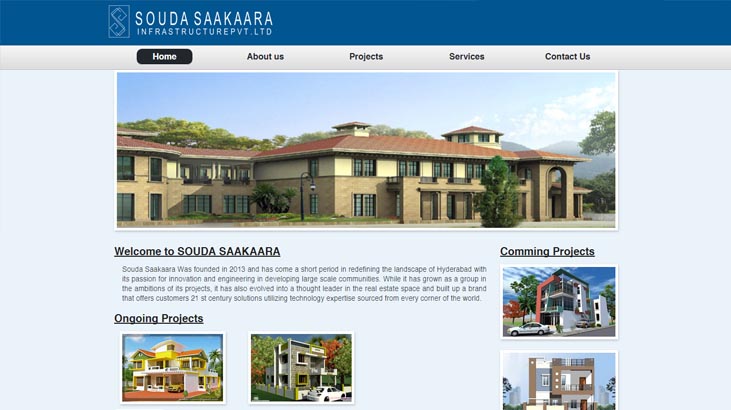 SOUDA SAAKAARA
INFRASTRUCTUREPVT.LTD
Home
About us
Projects
Services
Contact Us
Welcome to SOUDA SAAKAARA
Souda Saakaara Was founded in 2013 and has come a short period in redefining the landscape of Hyderabad with
its passion for innovation and engineering in developing large scale communities. While it has grown as a group in
the ambitions of its projects, it has also evolved into a thought leader in the real estate space and built up a brand
that offers customers 21 st century solutions utilizing technology expertise sourced from every corner of the world.
Ongoing Projects
Comming Projects